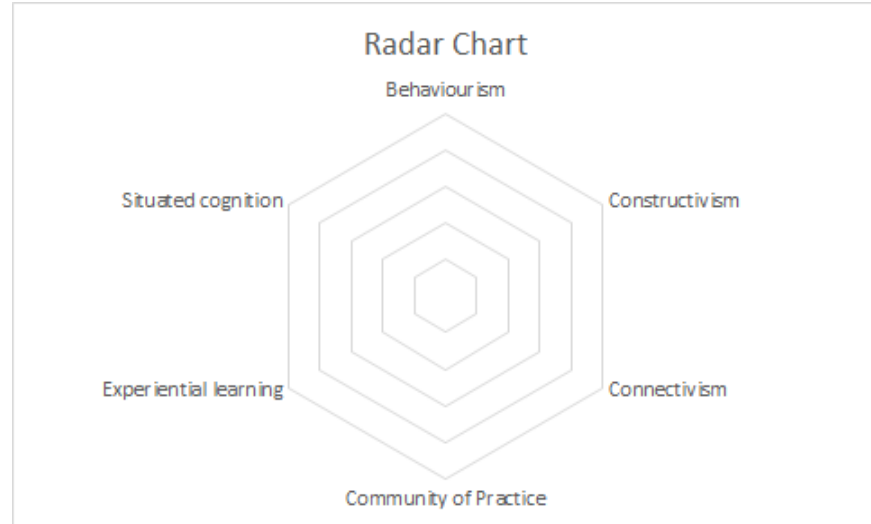 Radar Chart
Behaviourism
Situated cognition
Constructivism
Experiential learning
Connectivism
Community of Practice